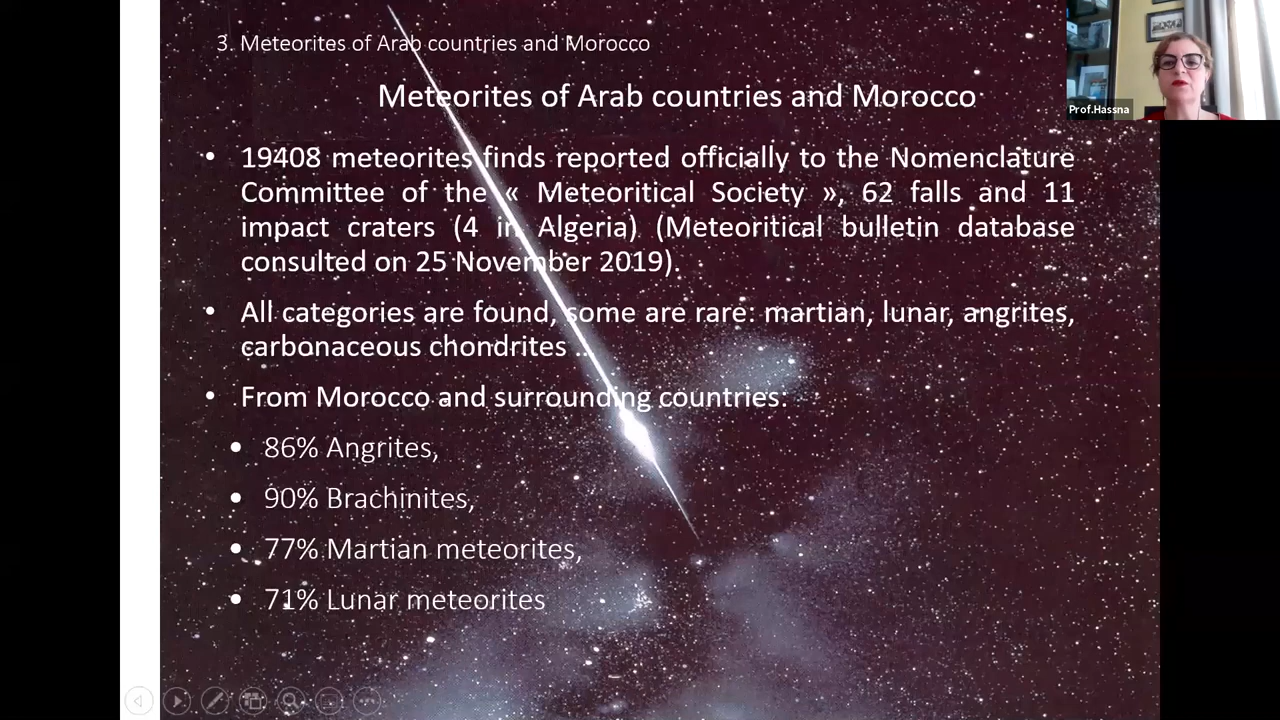 3. Meteorites of Arab countries and Morocco
Prof.Hassna
Meteorites of Arab countries and Morocco
• 19408 meteorites finds reported officially to the Nomenclature
Committee of the « Meteoritical Society », 62 falls and 11
impact craters (4 in Algeria) (Meteoritical bulletin database
consulted on 25 November 2019).
• All categories are found, some are rare: martian, lunar, angrites,
carbonaceous chondrites ...
• From Morocco and surrounding countries:
• 86% Angrites,
• 90% Brachinites,
• 77% Martian meteorites,
• 71% Lunar meteorites